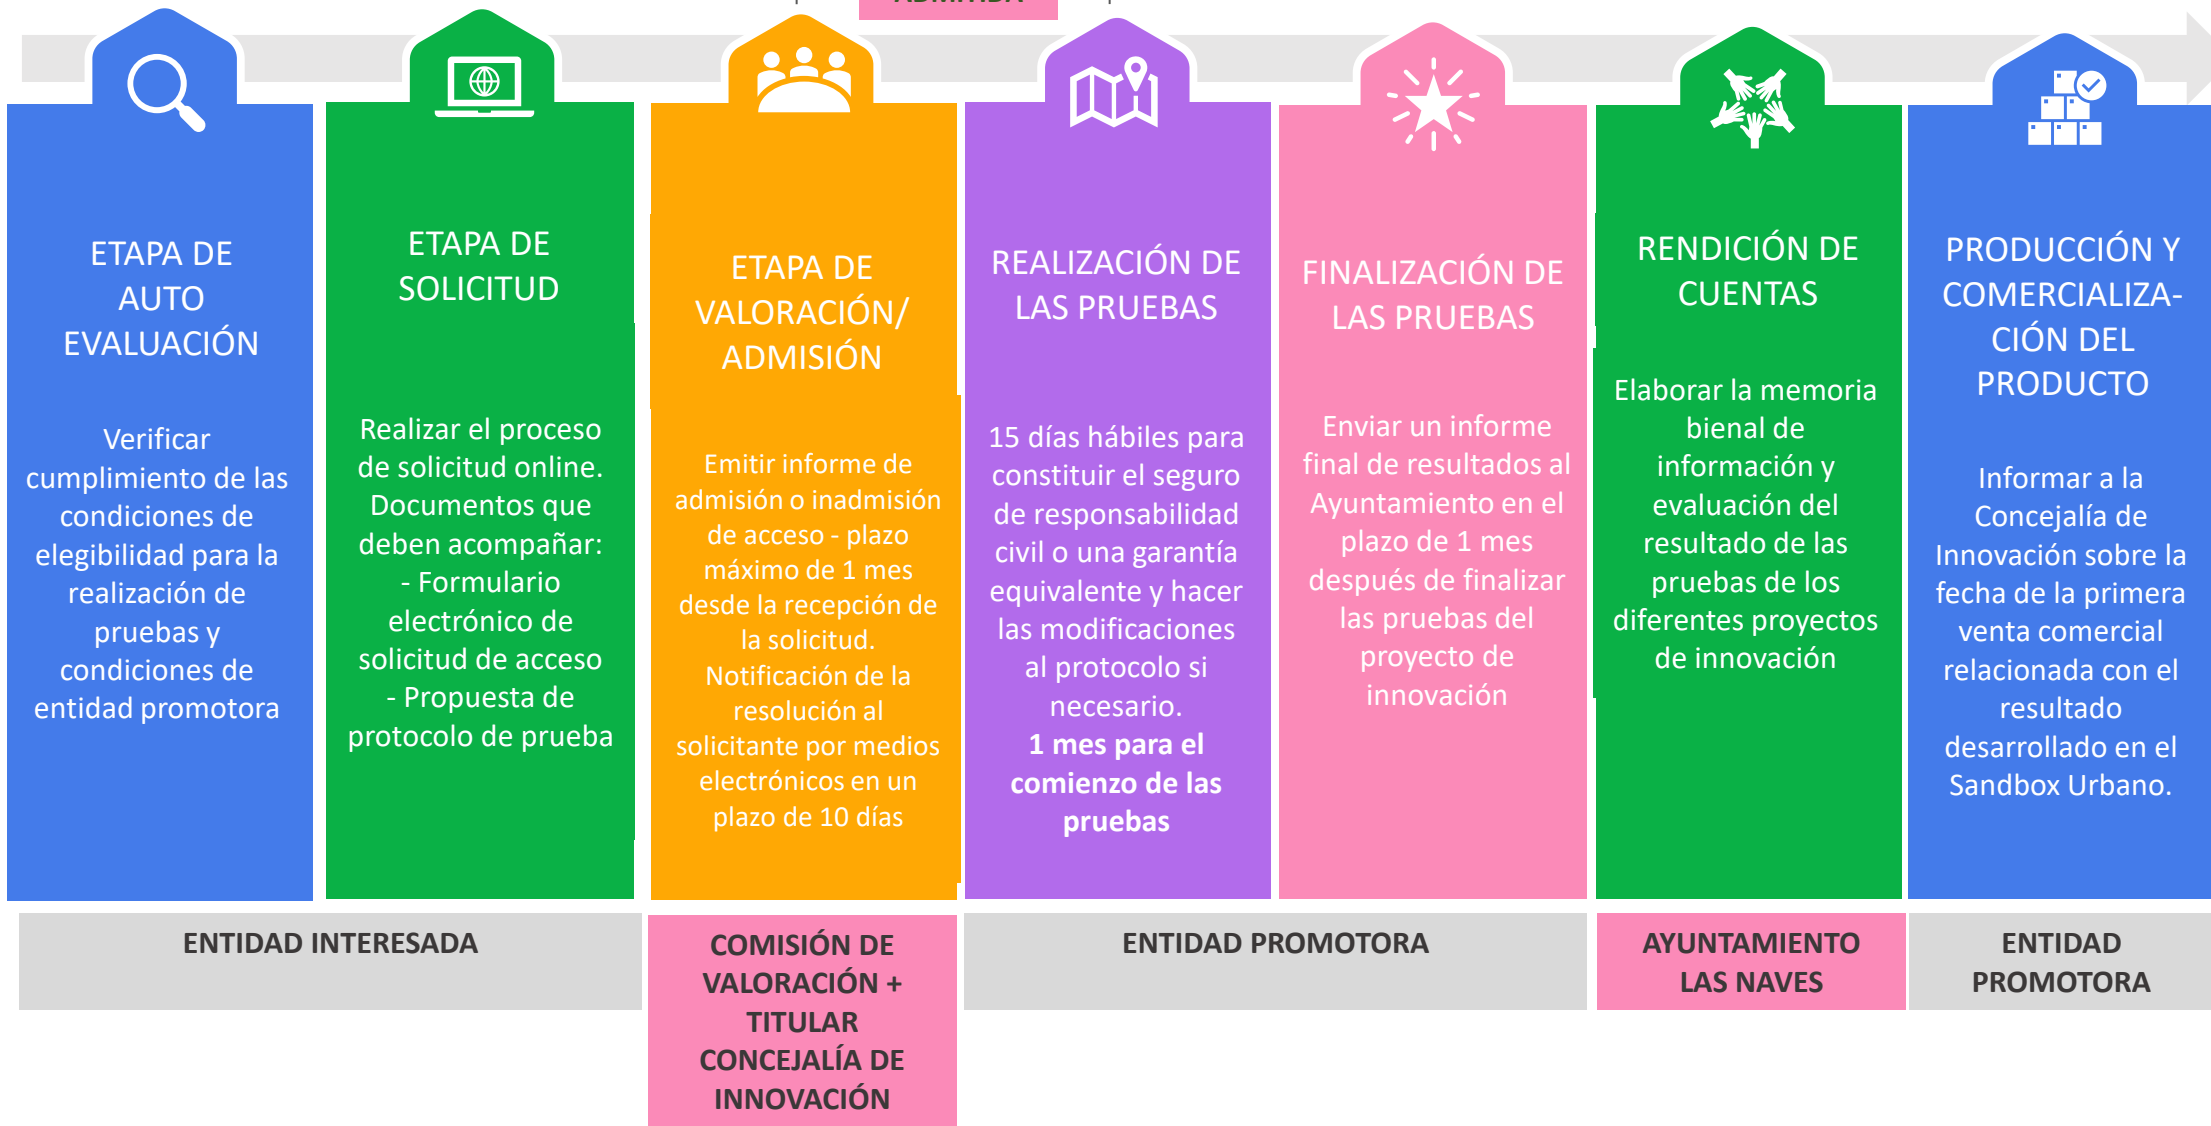 ADMITIDA
ETAPA DE
AUTO
EVALUACIÓN
Verificar
cumplimiento de las
condiciones de
elegibilidad para la
realización de
pruebas y
condiciones de
entidad promotora
ETAPA DE
SOLICITUD
Realizar el proceso
de solicitud online.
Documentos que
deben acompañar:
- Formulario
electrónico de
solicitud de acceso
- Propuesta de
protocolo de prueba
ETAPA DE
VALORACIÓN/
ADMISIÓN
Emitir informe de
admisión o inadmisión
de acceso - plazo
máximo de 1 mes
desde la recepción de
la solicitud.
Notificación de la
resolución al
solicitante por medios
electrónicos en un
plazo de 10 días
REALIZACIÓN DE
LAS PRUEBAS
15 días hábiles para
constituir el seguro
de responsabilidad
civil o una garantía
equivalente y hacer
las modificaciones
al protocolo si
necesario.
1 mes para el
comienzo de las
pruebas
FINALIZACIÓN DE
LAS PRUEBAS
Enviar un informe
final de resultados al
Ayuntamiento en el
plazo de 1 mes
después de finalizar
las pruebas del
proyecto de
innovación
RENDICIÓN DE
CUENTAS
Elaborar la memoria
bienal de
información y
evaluación del
resultado de las
pruebas de los
diferentes proyectos
de innovación
PRODUCCIÓN Y
COMERCIALIZA-
CIÓN DEL
PRODUCTO
Informar a la
Concejalía de
Innovación sobre la
fecha de la primera
venta comercial
relacionada con el
resultado
desarrollado en el
Sandbox Urbano.
ENTIDAD INTERESADA
COMISIÓN DE
VALORACIÓN +
TITULAR
CONCEJALÍA DE
INNOVACIÓN
ENTIDAD PROMOTORA
AYUNTAMIENTO
LAS NAVES
ENTIDAD
PROMOTORA